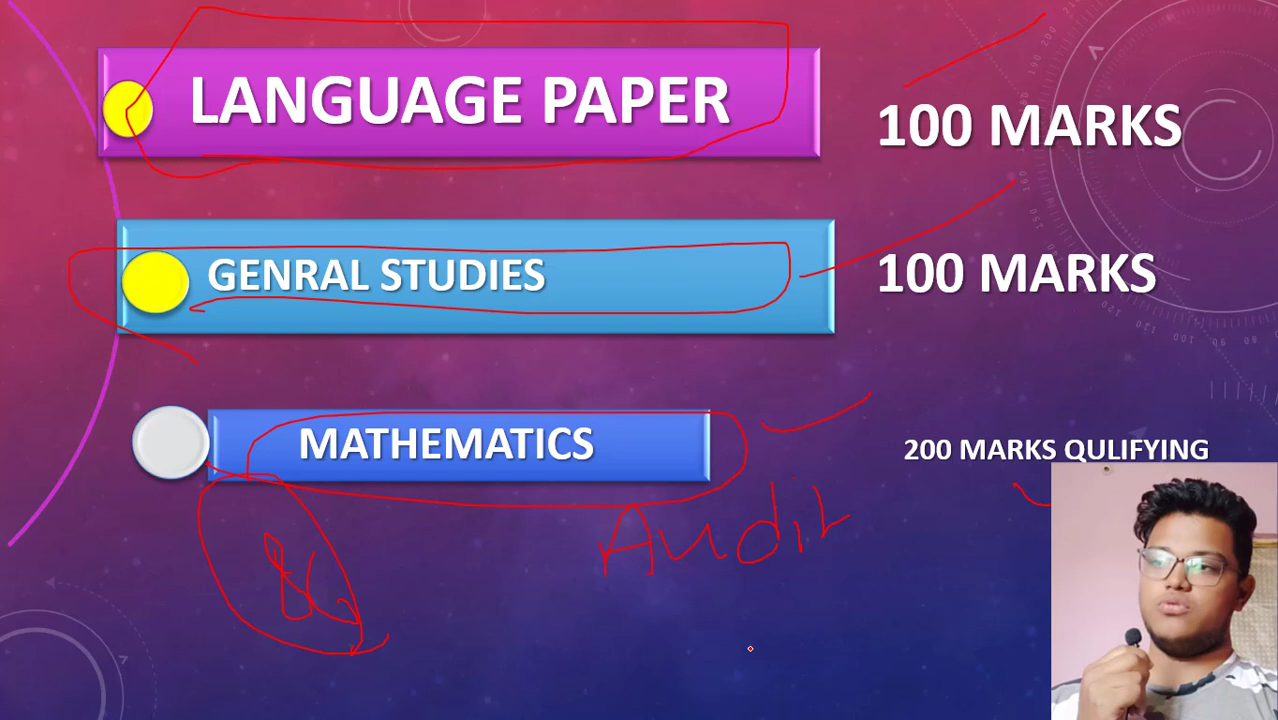 LANGUAGE PAPER
100 MARKS
GENRAL STUDIES
100 MARKS
MATHEMATICS
200 MARKS QULIFYING
Audit